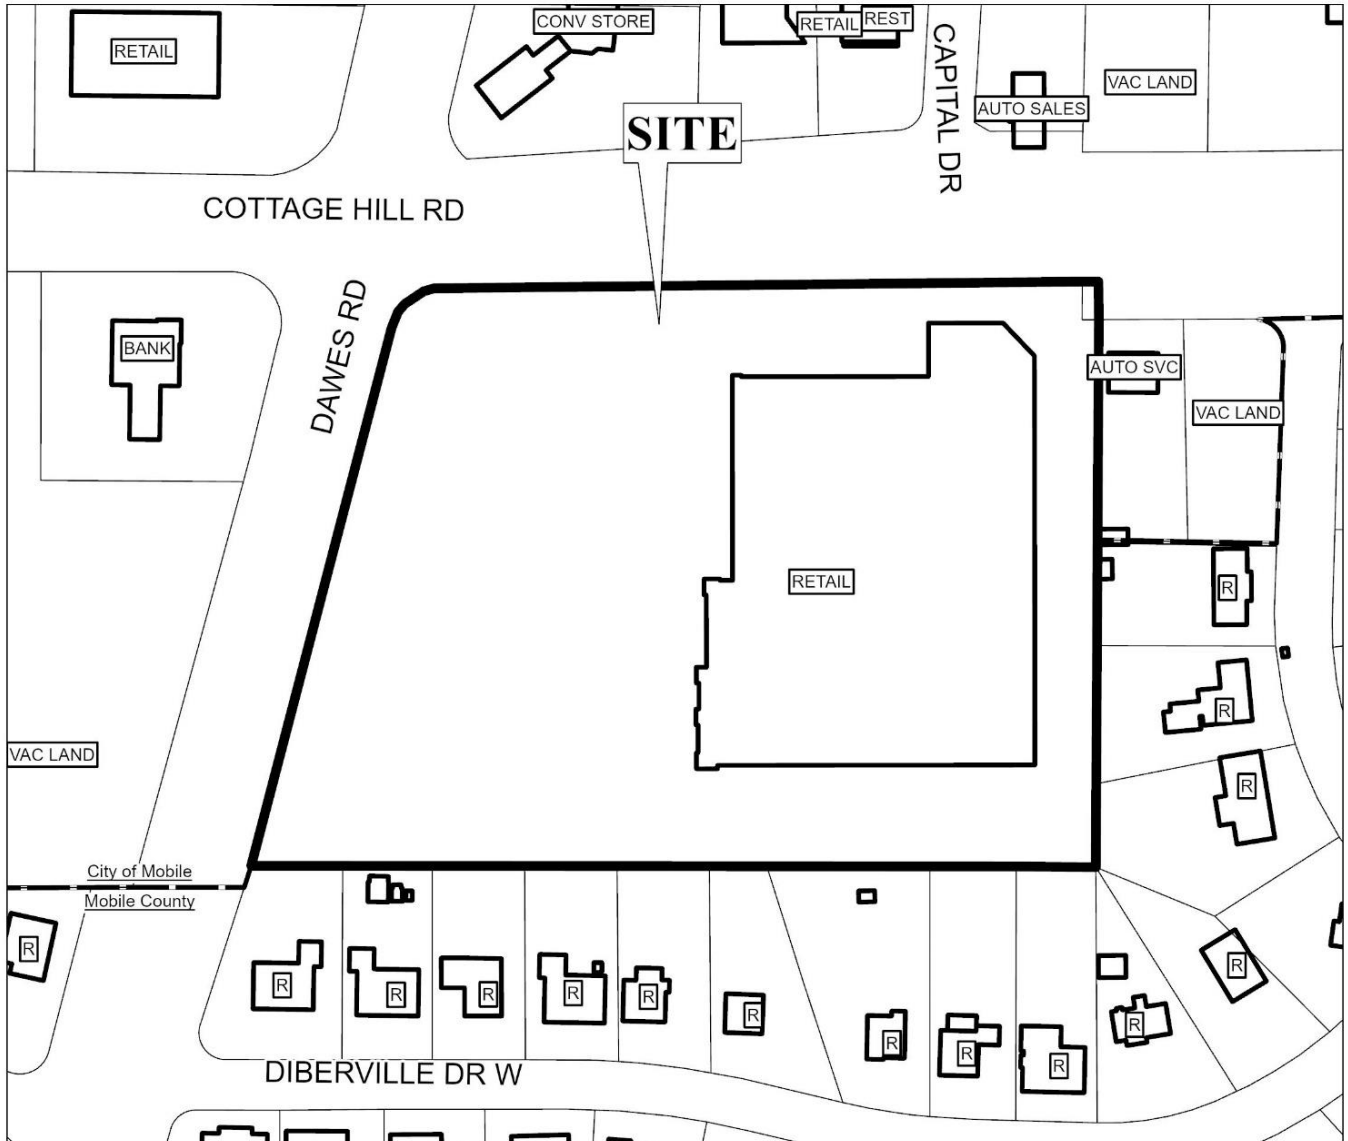 CONV STORE
RETAIL
REST
RETAIL
CAPITAL DR
VAC LAND
AUTO SALES
SITE
COTTAGE HILL RD
DAWES RD
BANK
AUTO SVC
VAC LAND
RETAIL
R
R
VAC LAND
R
City of Mobile
Mobile County
R
R
R
R
R
R
R
R
R
R
R
R
DIBERVILLE DR W